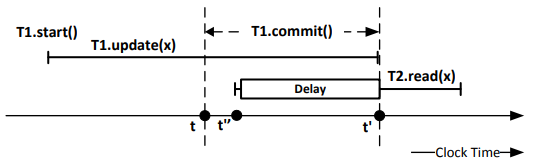 T1.start()
T1.commit()
T1.update(x)
T2.read(x)
Delay
t
t″
t'
Clock Time